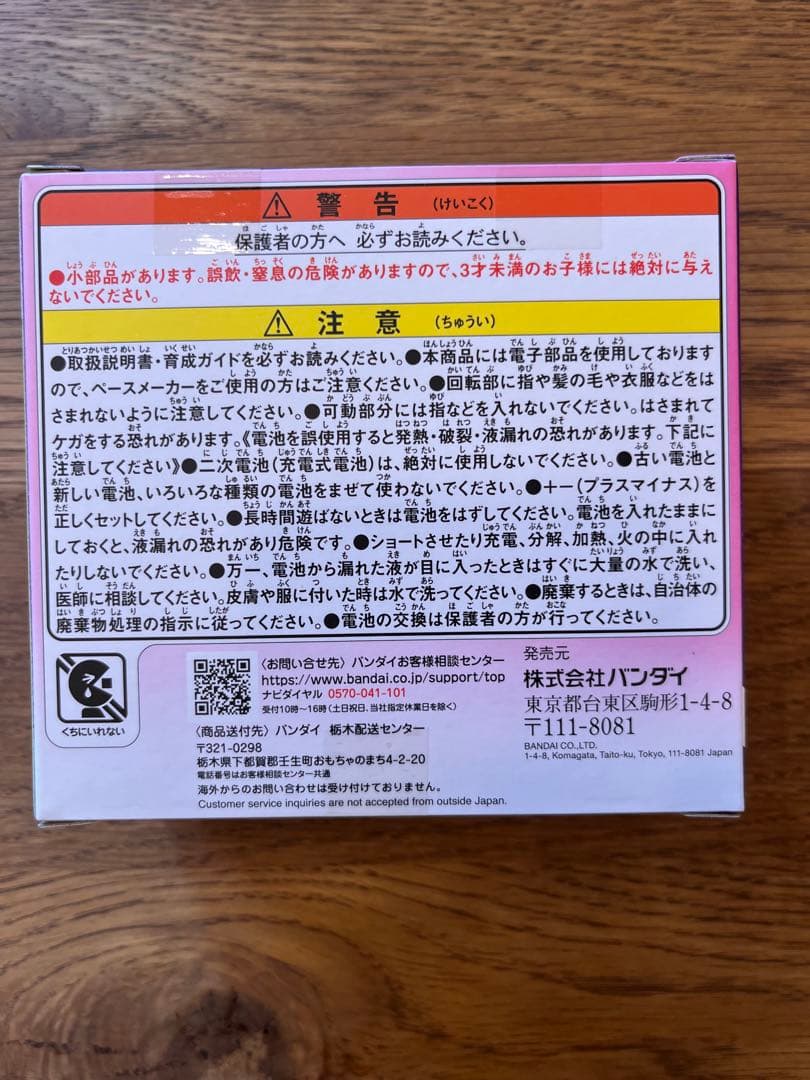 ⚠ 警告 (けいこく)
保護者の方へ 必ずお読みください。
●小部品があります。誤飲・窒息の危険がありますので、3才未満のお子様には絶対に与え
ないでください。
⚠ 注意 (ちゅうい)
●取扱説明書・育成ガイドを必ずお読みください。●本商品には電子部品を使用しております
ので、ペースメーカーをご使用の方はご注意ください。●回転部に指や髪の毛や衣服などをは
さまれないように注意してください。●可動部分には指などを入れないでください。はさまれて
ケガをする恐れがあります。《電池を誤使用すると発熱・破裂・液漏れの恐れがあります。下記に
注意してください》●二次電池(充電式電池)は、絶対に使用しないでください。●古い電池と
新しい電池、いろいろな種類の電池をまぜて使わないでください。●+-(プラスマイナス)を
正しくセットしてください。●長時間遊ばないときは電池をはずしてください。電池を入れたままに
しておくと、液漏れの恐れがあり危険です。●ショートさせたり充電、分解、加熱、火の中に入れ
たりしないでください。●万一、電池から漏れた液が目に入ったときはすぐに大量の水で洗い、
医師に相談してください。皮膚や服に付いた時は水で洗ってください。●廃棄するときは、自治体の
廃棄物処理の指示に従ってください。●電池の交換は保護者の方が行ってください。
くちにいれない
〈お問い合せ先〉バンダイお客様相談センター
https://www.bandai.co.jp/support/top
ナビダイヤル 0570-041-101
受付10時～16時(土日祝日、当社指定休業日を除く)
〈商品送付先〉バンダイ 栃木配送センター
〒321-0298
栃木県下都賀郡壬生町おもちゃのまち4-2-20
電話番号はお客様相談センター共通
海外からのお問い合わせは受け付けておりません。
Customer service inquiries are not accepted from outside Japan.
発売元
株式会社バンダイ
東京都台東区駒形1-4-8
〒111-8081
BANDAI CO.,LTD.
1-4-8, Komagata, Taito-ku, Tokyo, 111-8081 Japan